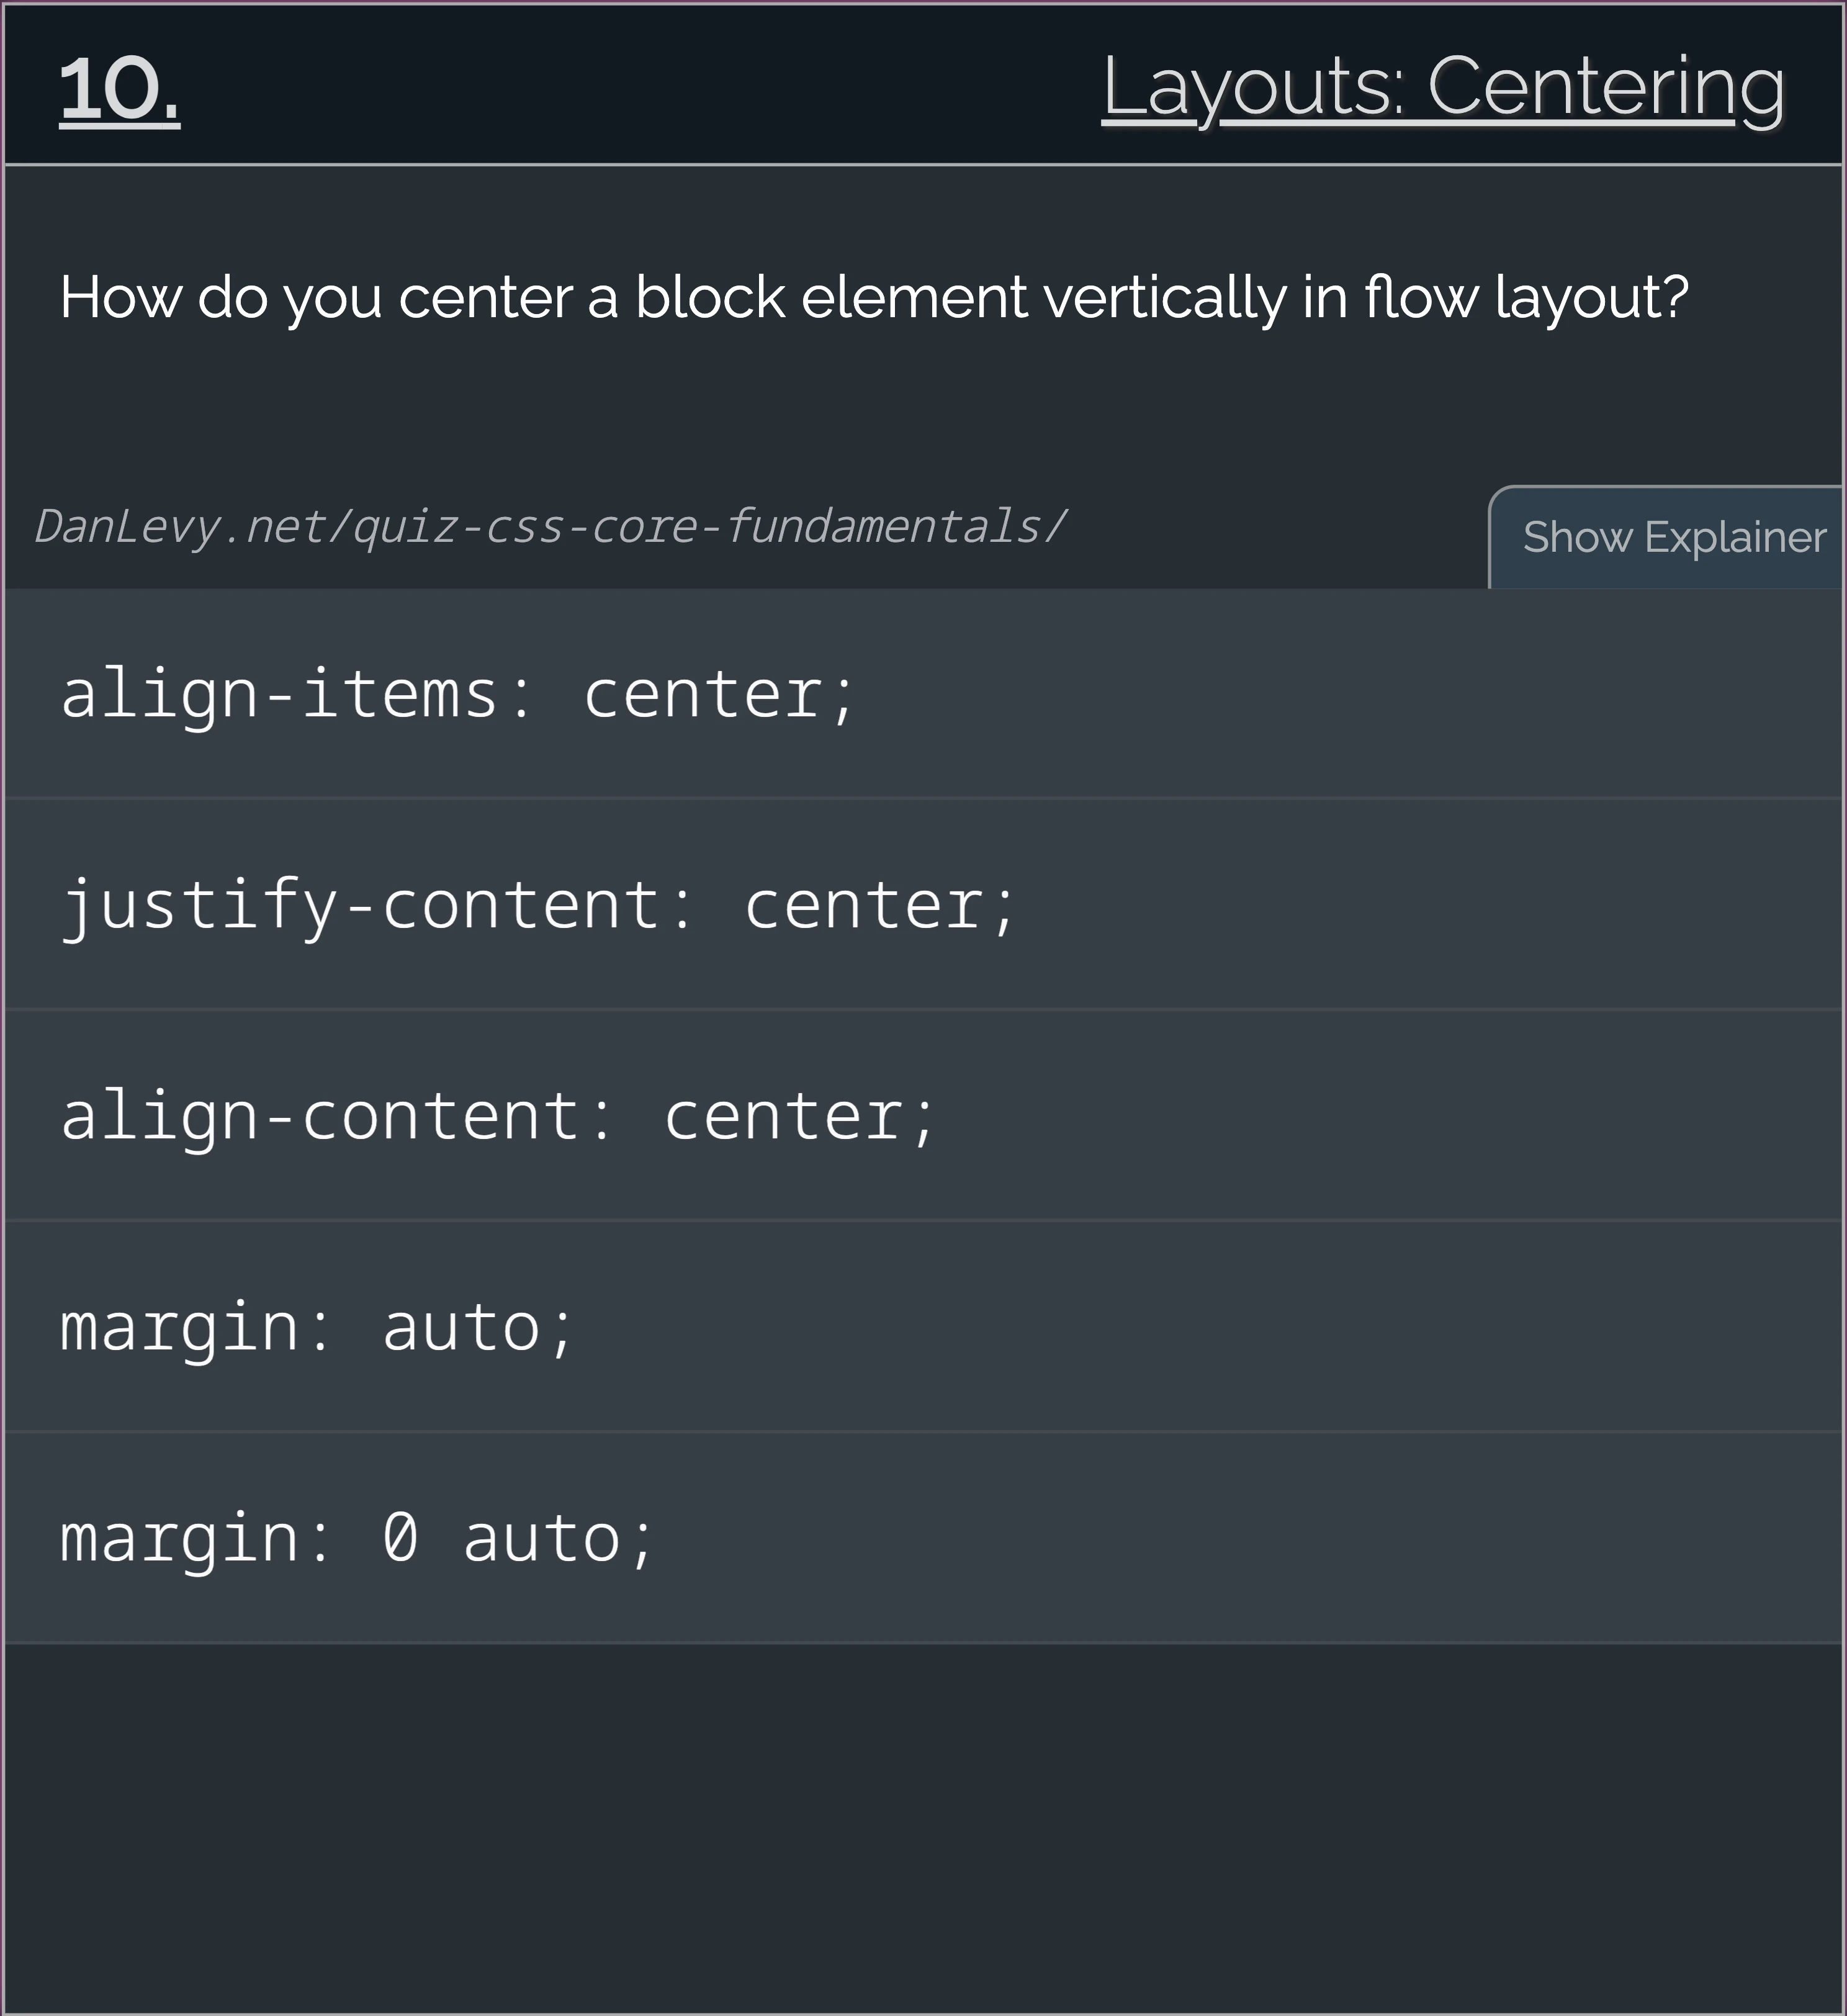 10.
Layouts: Centering
How do you center a block element vertically in flow layout?
DanLevy.net/quiz-css-core-fundamentals/
Show Explainer
align-items: center;
justify-content: center;
align-content: center;
margin: auto;
margin: 0 auto;